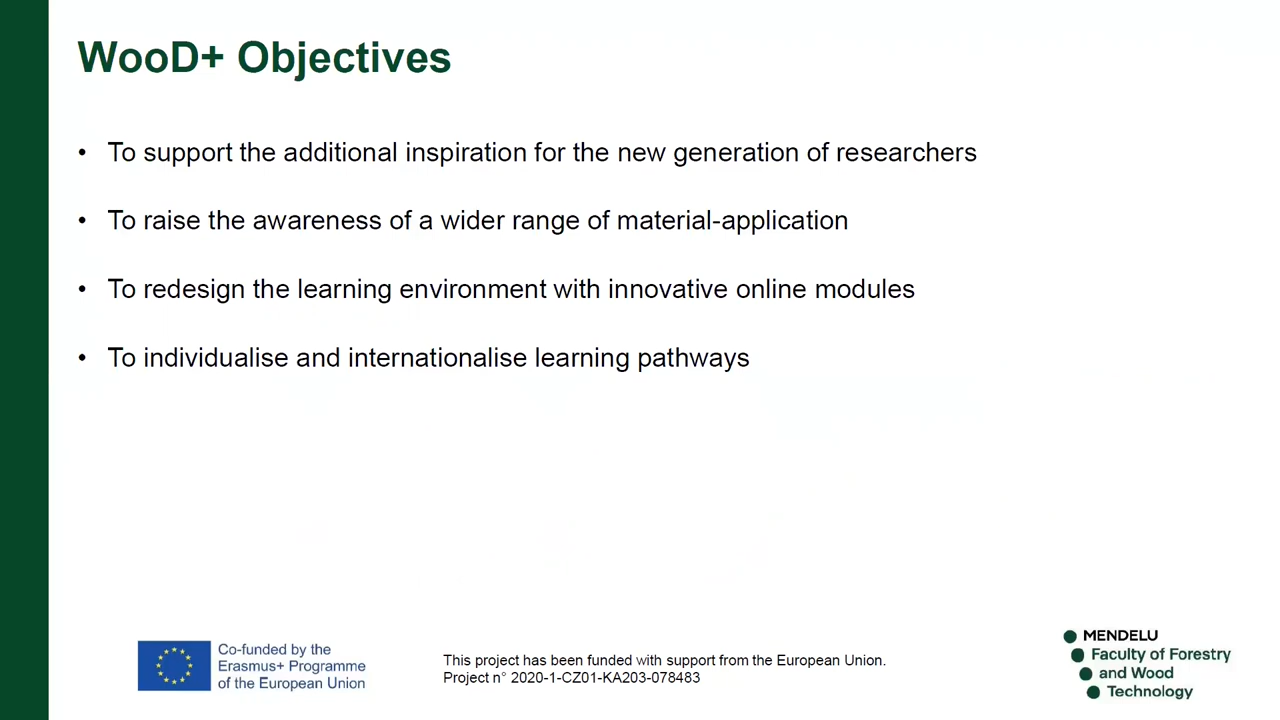 WooD+ Objectives
• To support the additional inspiration for the new generation of researchers
• To raise the awareness of a wider range of material-application
• To redesign the learning environment with innovative online modules
• To individualise and internationalise learning pathways
Co-funded by the
Erasmus+ Programme
of the European Union
This project has been funded with support from the European Union.
Project n° 2020-1-CZ01-KA203-078483
MENDELU
Faculty of Forestry
and Wood
Technology